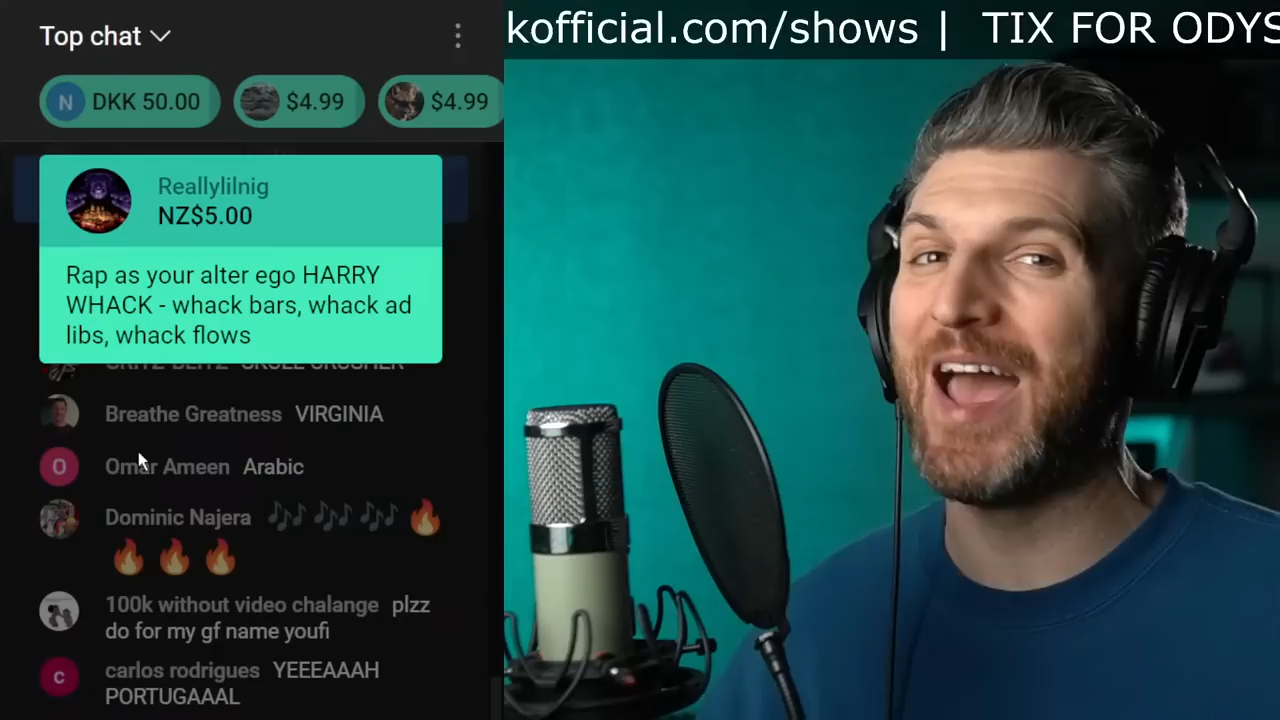 Top chat
kofficial.com/shows | TIX FOR ODYS
N DKK 50.00 $4.99 $4.99
Reallylilnig
NZ$5.00
Rap as your alter ego HARRY
WHACK - whack bars, whack ad
libs, whack flows
Breathe Greatness VIRGINIA
O Omar Ameen Arabic
Dominic Najera 🎶 🎶 🎶 🔥
🔥 🔥 🔥
100k without video chalange plzz
do for my gf name youfi
c carlos rodrigues YEEEAAAH
PORTUGAAAL